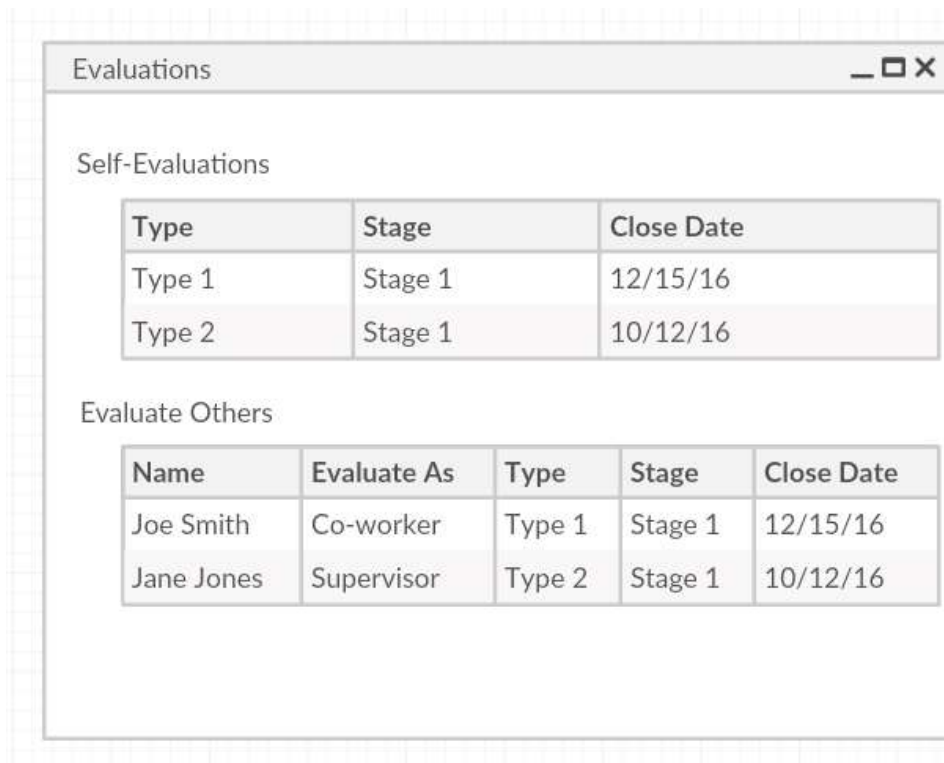 Evaluations
Self-Evaluations
Type Stage Close Date
Type 1 Stage 1 12/15/16
Type 2 Stage 1 10/12/16
Evaluate Others
Name Evaluate As Type Stage Close Date
Joe Smith Co-worker Type 1 Stage 1 12/15/16
Jane Jones Supervisor Type 2 Stage 1 10/12/16